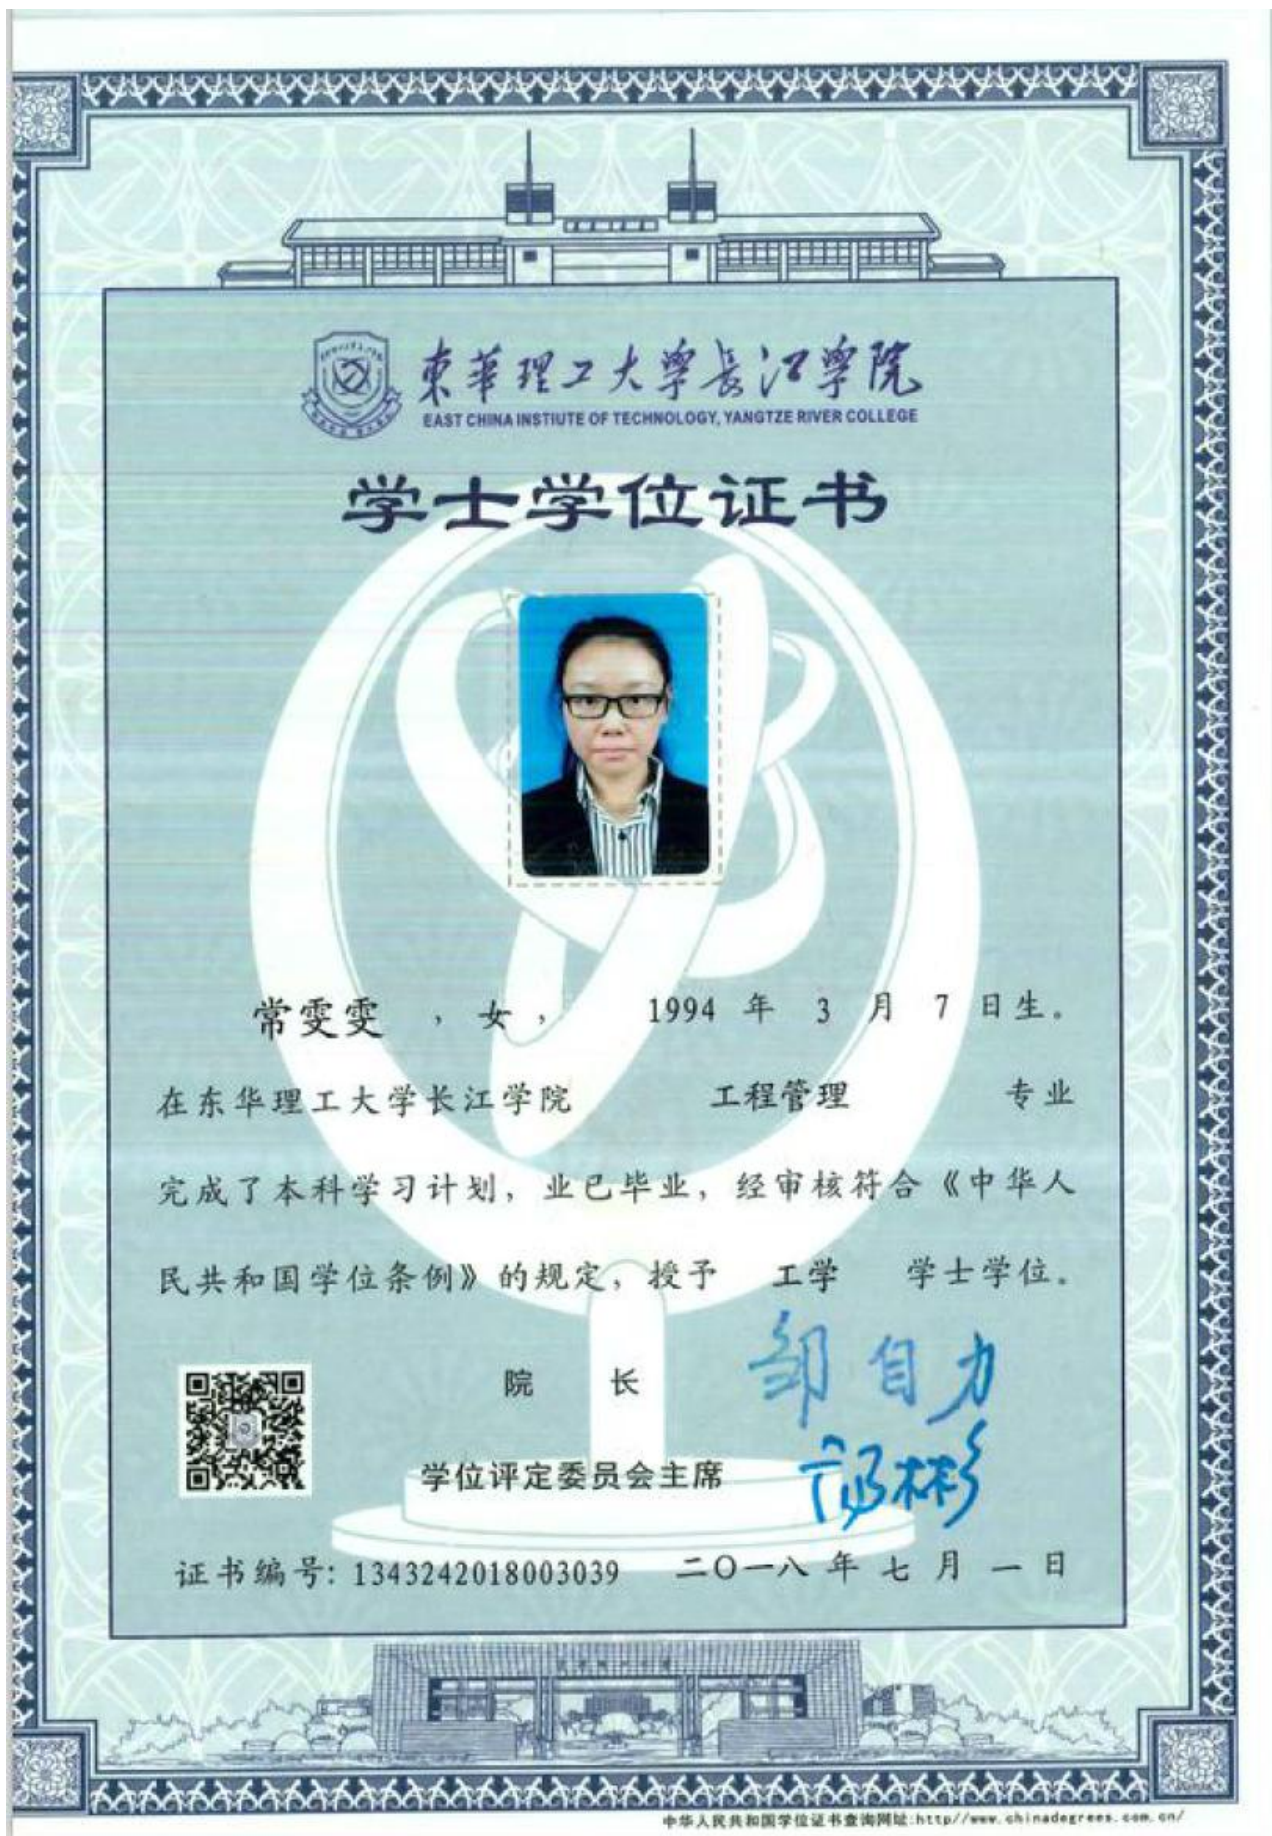 東華理工大學長江學院
EAST CHINA INSTIUTE OF TECHNOLOGY, YANGTZE RIVER COLLEGE
学士学位证书
常雯雯 ，女， 1994 年 3 月 7 日生。
在东华理工大学长江学院 工程管理 专业
完成了本科学习计划，业已毕业，经审核符合《中华人
民共和国学位条例》的规定，授予 工学 学士学位。
院 长 邹自力
学位评定委员会主席
证书编号: 1343242018003039 二〇一八年七月一日
中华人民共和国学位证书查询网址:http//www.chinadegrees.com.cn/